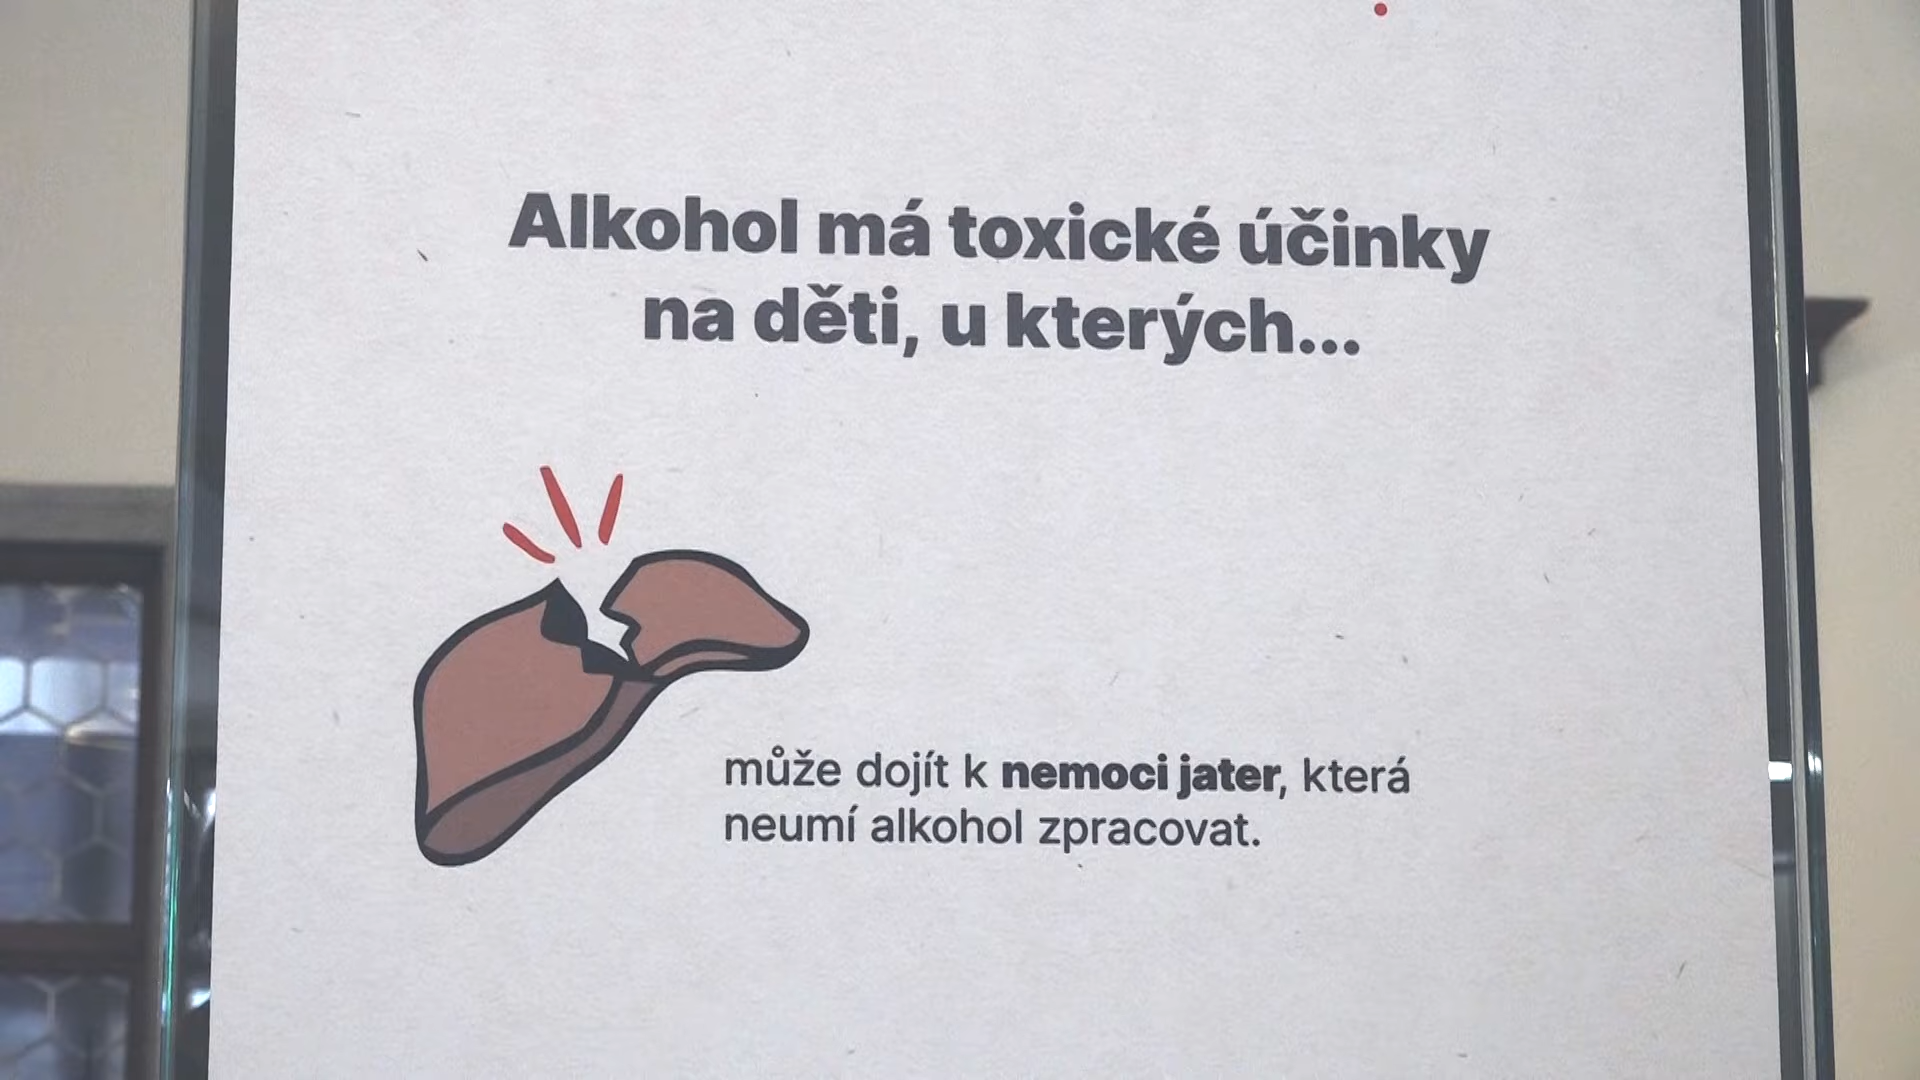 Alkohol má toxické účinky
na děti, u kterých...
může dojít k nemoci jater, která
neumí alkohol zpracovat.